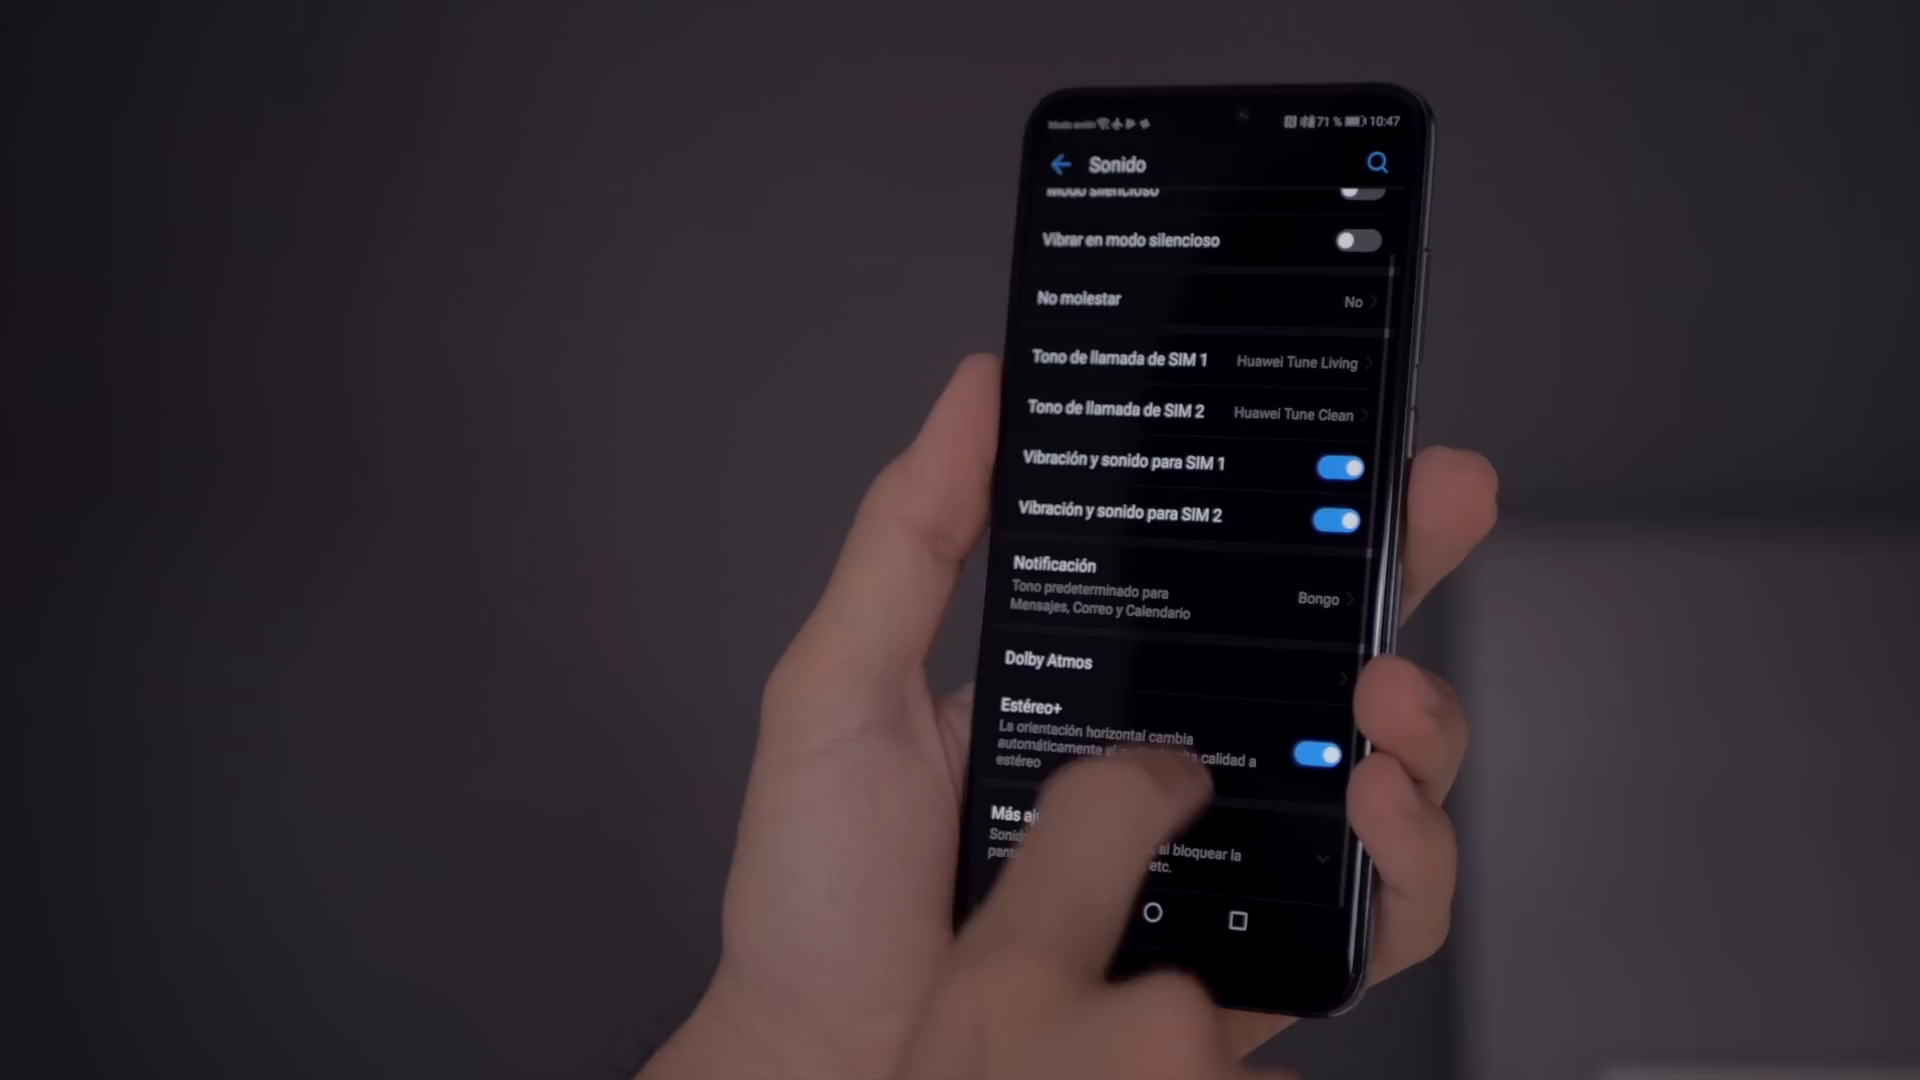 71 % 10:47
Sonido
Modo silencioso
Vibrar en modo silencioso
No molestar No
Tono de llamada de SIM 1 Huawei Tune Living
Tono de llamada de SIM 2 Huawei Tune Clean
Vibración y sonido para SIM 1
Vibración y sonido para SIM 2
Notificación
Tono predeterminado para
Mensajes, Correo y Calendario
Bongo
Dolby Atmos
Estéreo+
La orientación horizontal cambia
automáticamente calidad a
estéreo
Más
al bloquear la
etc.